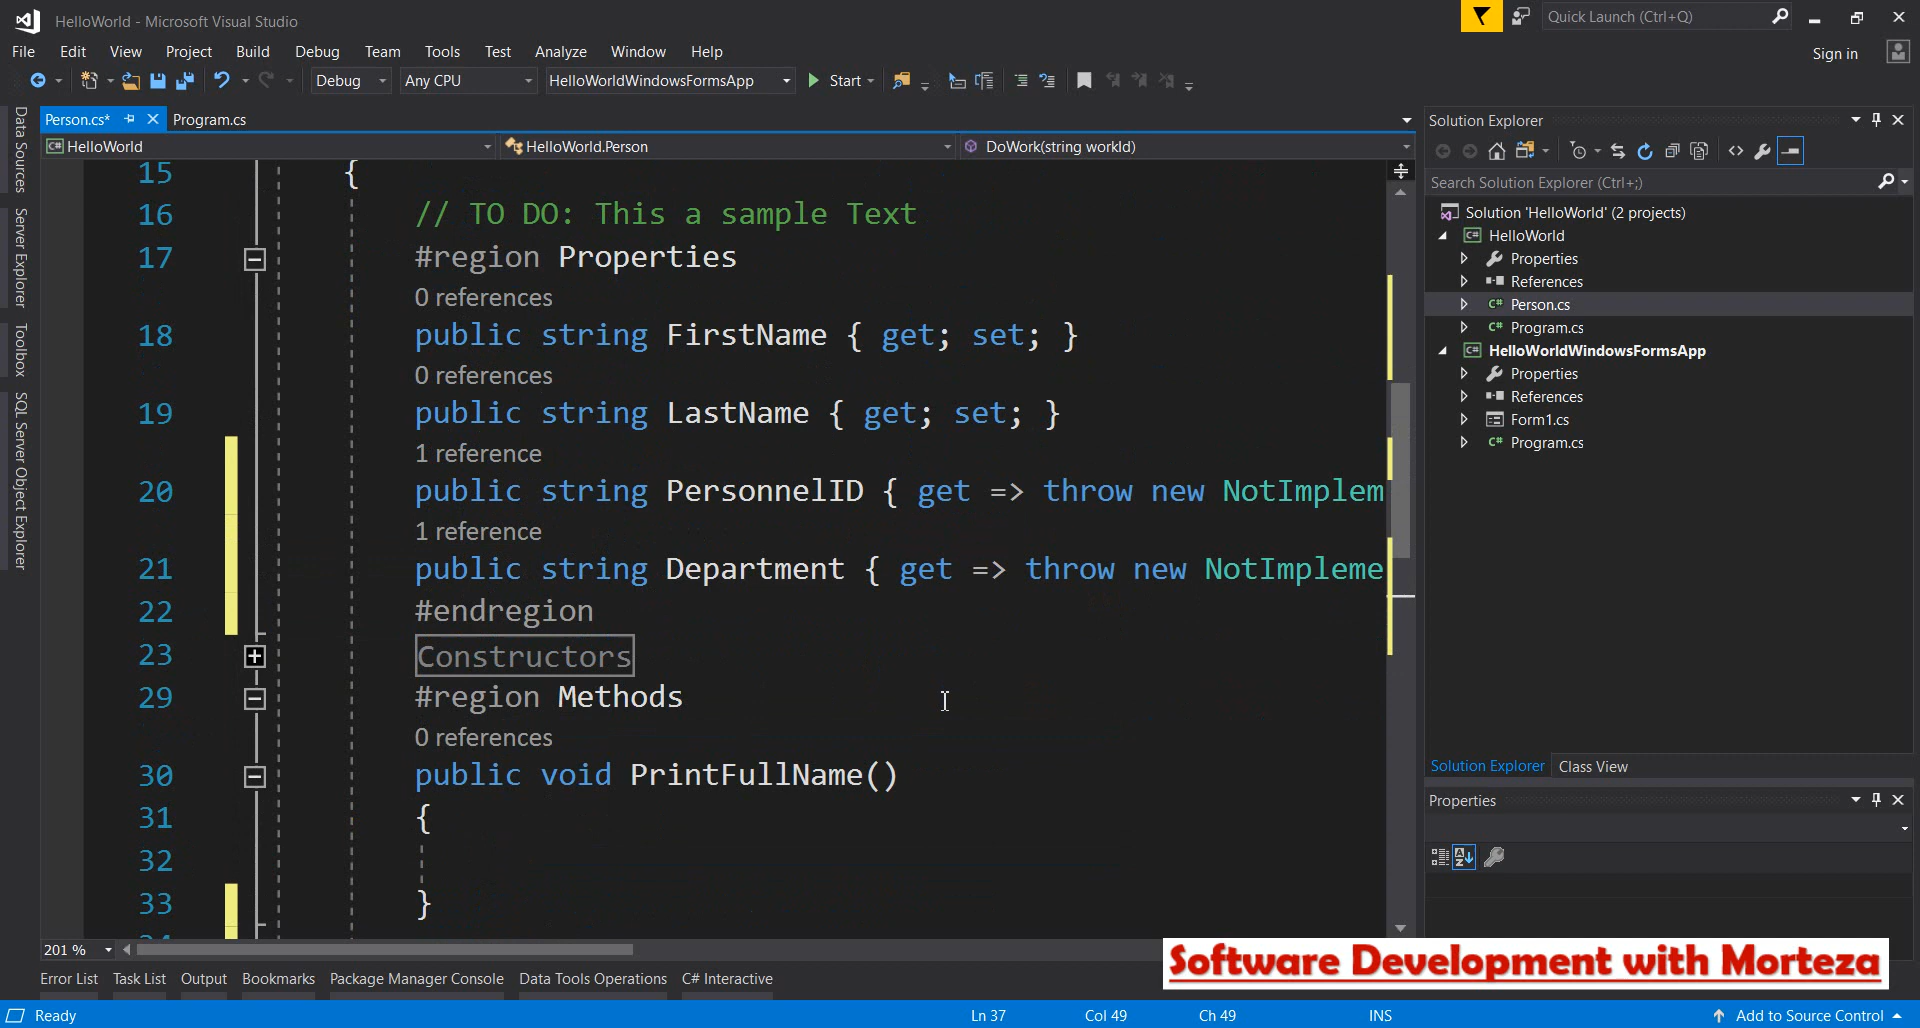 HelloWorld - Microsoft Visual Studio
Quick Launch (Ctrl+Q)
File Edit View Project Build Debug Team Tools Test Analyze Window Help
Sign in
Debug Any CPU HelloWorldWindowsFormsApp Start
Data Sources
Server Explorer
Toolbox
SQL Server Object Explorer
Person.cs* Program.cs
HelloWorld HelloWorld.Person DoWork(string workId)
15 {
16 // TO DO: This a sample Text
17 #region Properties
0 references
18 public string FirstName { get; set; }
0 references
19 public string LastName { get; set; }
1 reference
20 public string PersonnelID { get => throw new NotImplem
1 reference
21 public string Department { get => throw new NotImpleme
22 #endregion
23 Constructors
29 #region Methods
0 references
30 public void PrintFullName()
31 {
32
33 }
201 %
Solution Explorer
Search Solution Explorer (Ctrl+;)
Solution 'HelloWorld' (2 projects)
C# HelloWorld
Properties
References
C# Person.cs
C# Program.cs
C# HelloWorldWindowsFormsApp
Properties
References
Form1.cs
C# Program.cs
Solution Explorer Class View
Properties
Software Development with Morteza
Error List Task List Output Bookmarks Package Manager Console Data Tools Operations C# Interactive
Ready Ln 37 Col 49 Ch 49 INS Add to Source Control